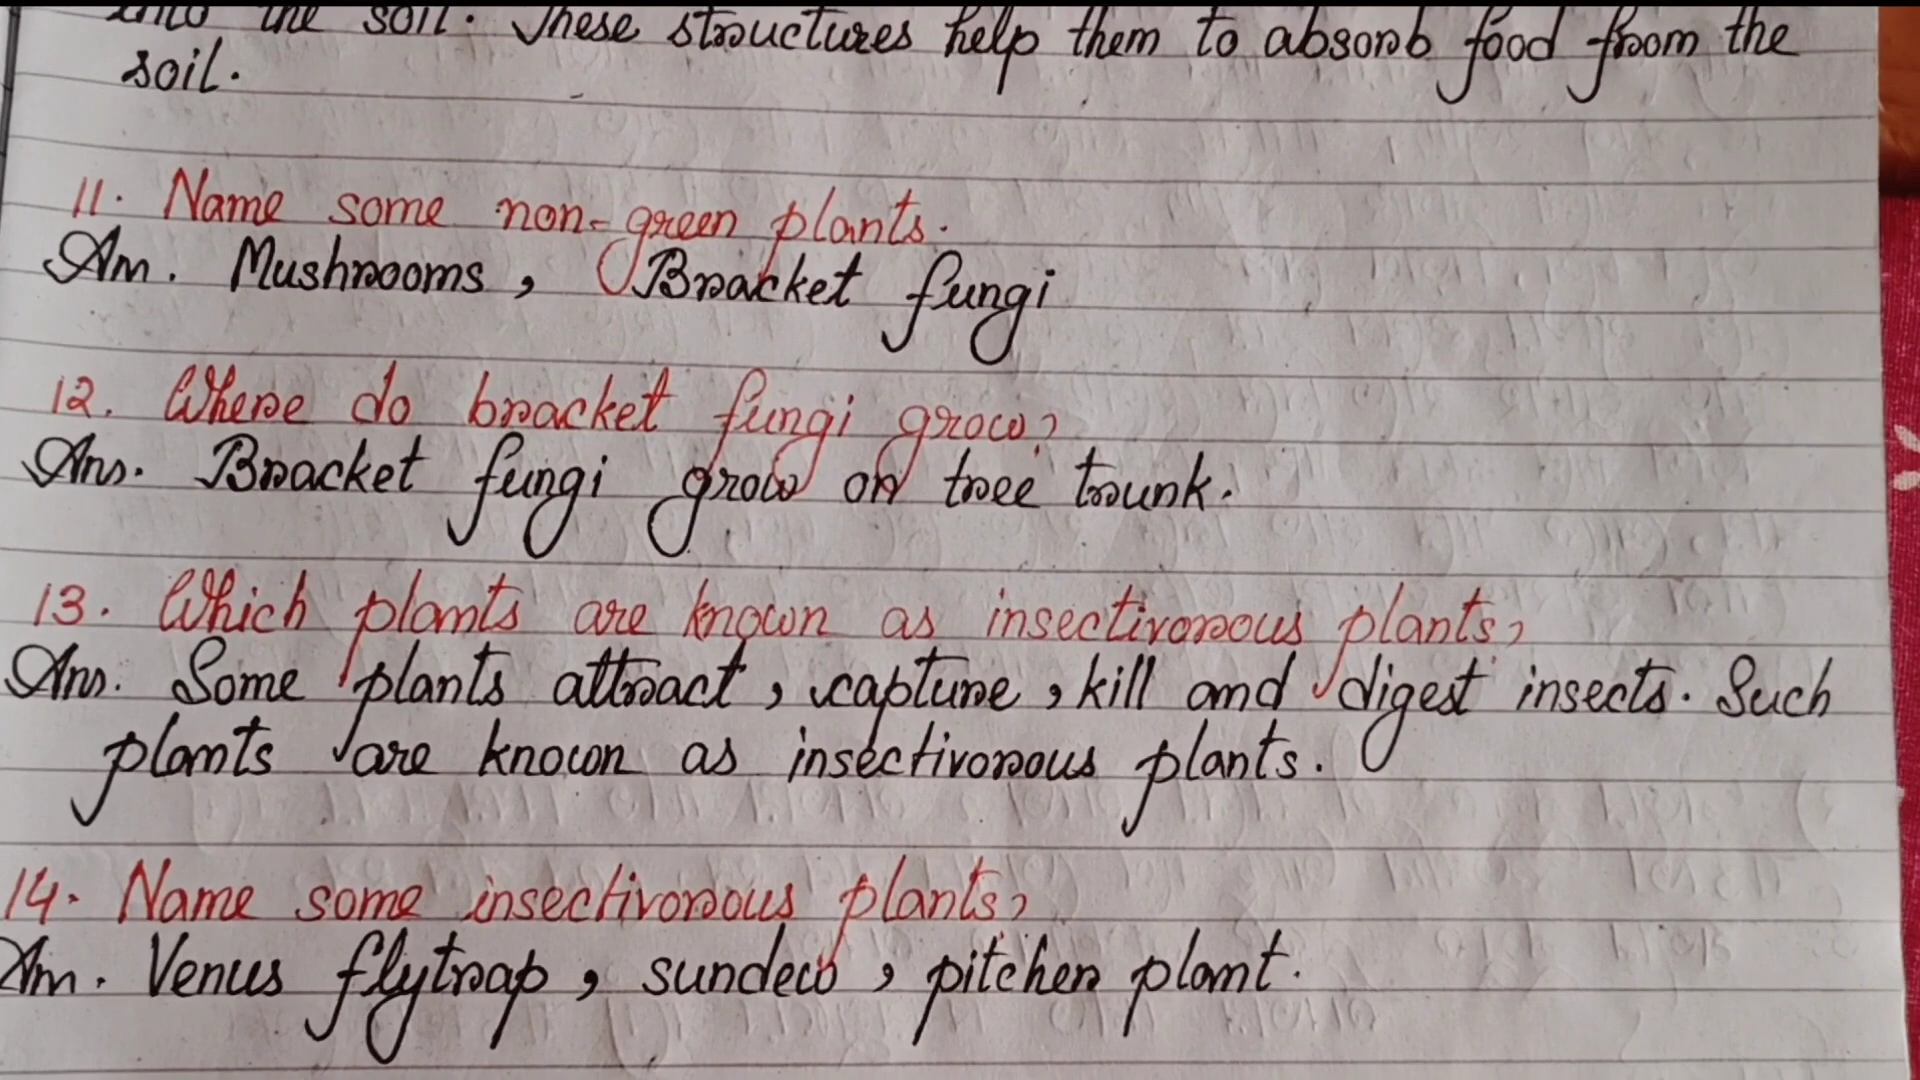 into the soil. These structures help them to absorb food from the
soil.
11. Name some non-green plants.
Ans. Mushrooms, Bracket fungi
12. Where do bracket fungi grow?
Ans. Bracket fungi grow on tree trunk.
13. Which plants are known as insectivorous plants?
Ans. Some plants attract, capture, kill and digest insects. Such
plants are known as insectivorous plants.
14. Name some insectivorous plants?
Ans. Venus flytrap, sundew, pitcher plant.